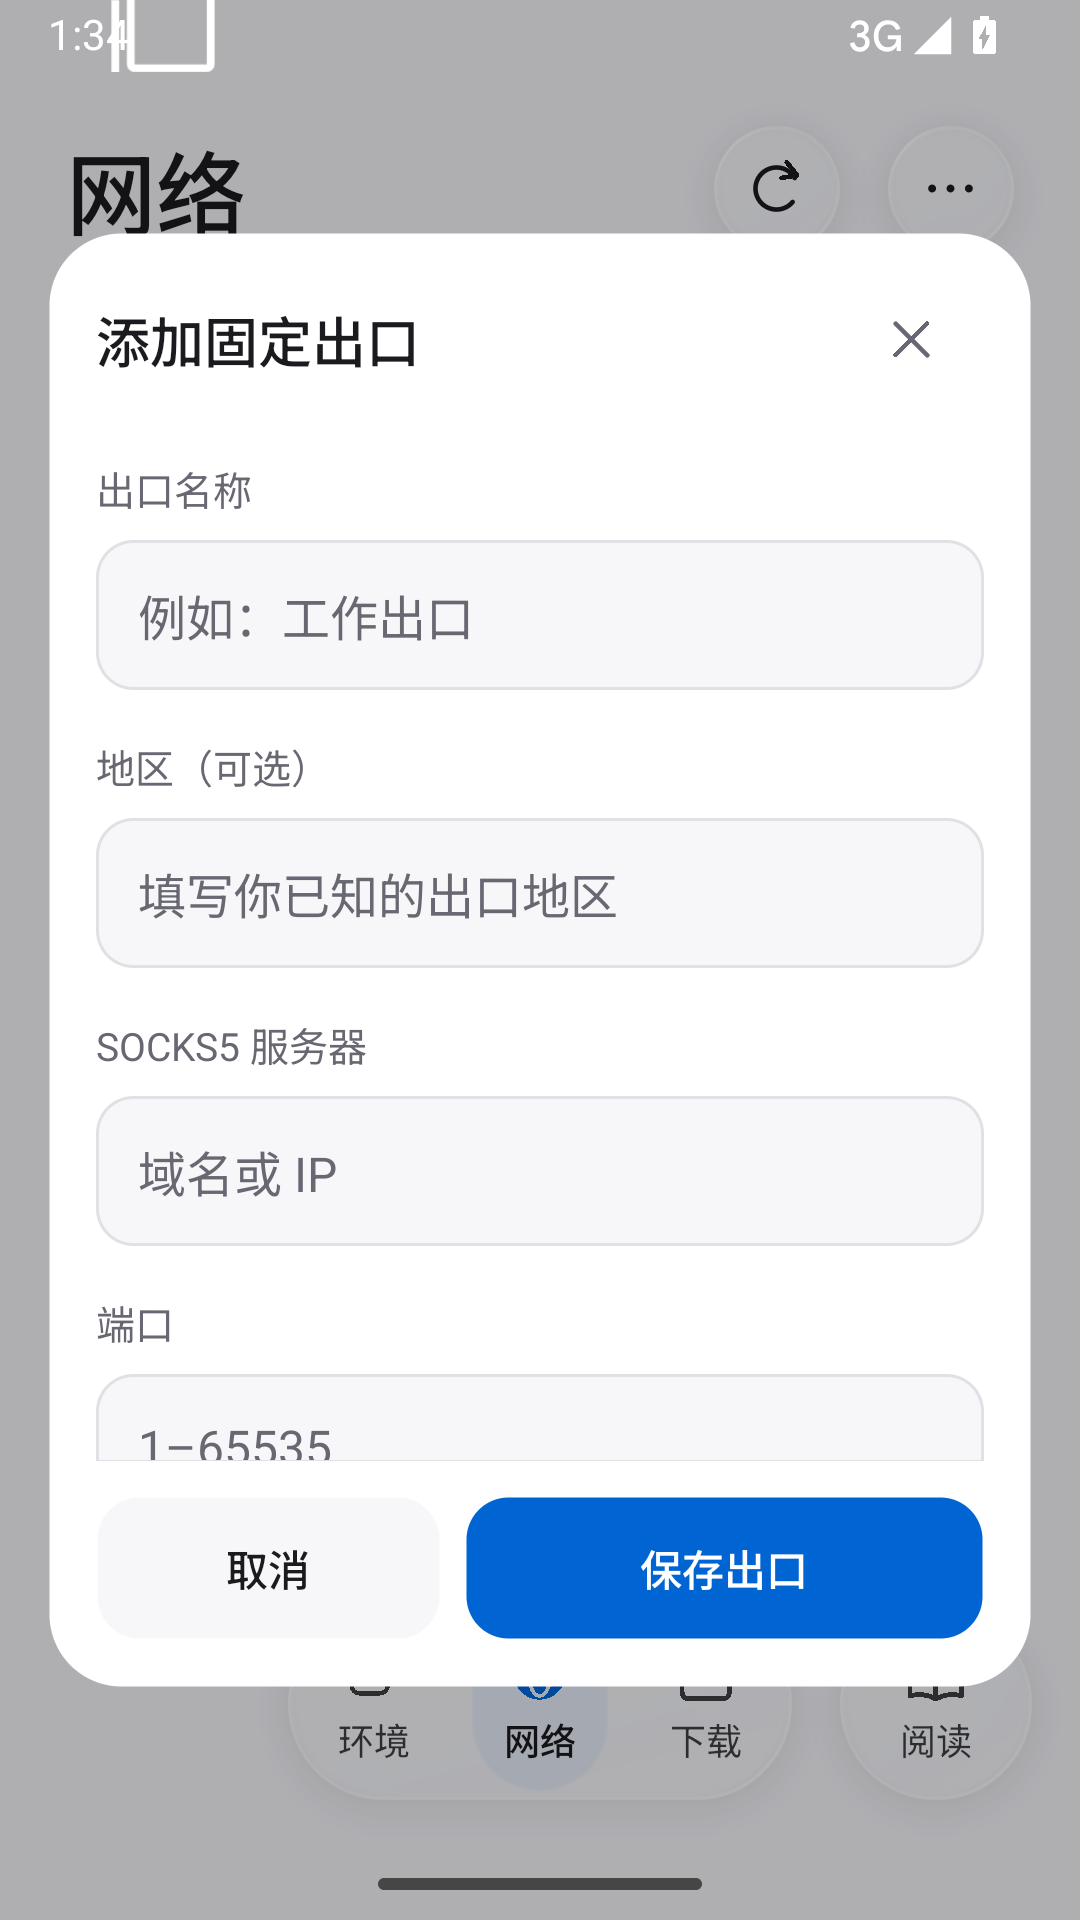 1:34
3G
网络
添加固定出口
出口名称
例如：工作出口
地区（可选）
填写你已知的出口地区
SOCKS5 服务器
域名或 IP
端口
1–65535
取消
保存出口
环境
网络
下载
阅读